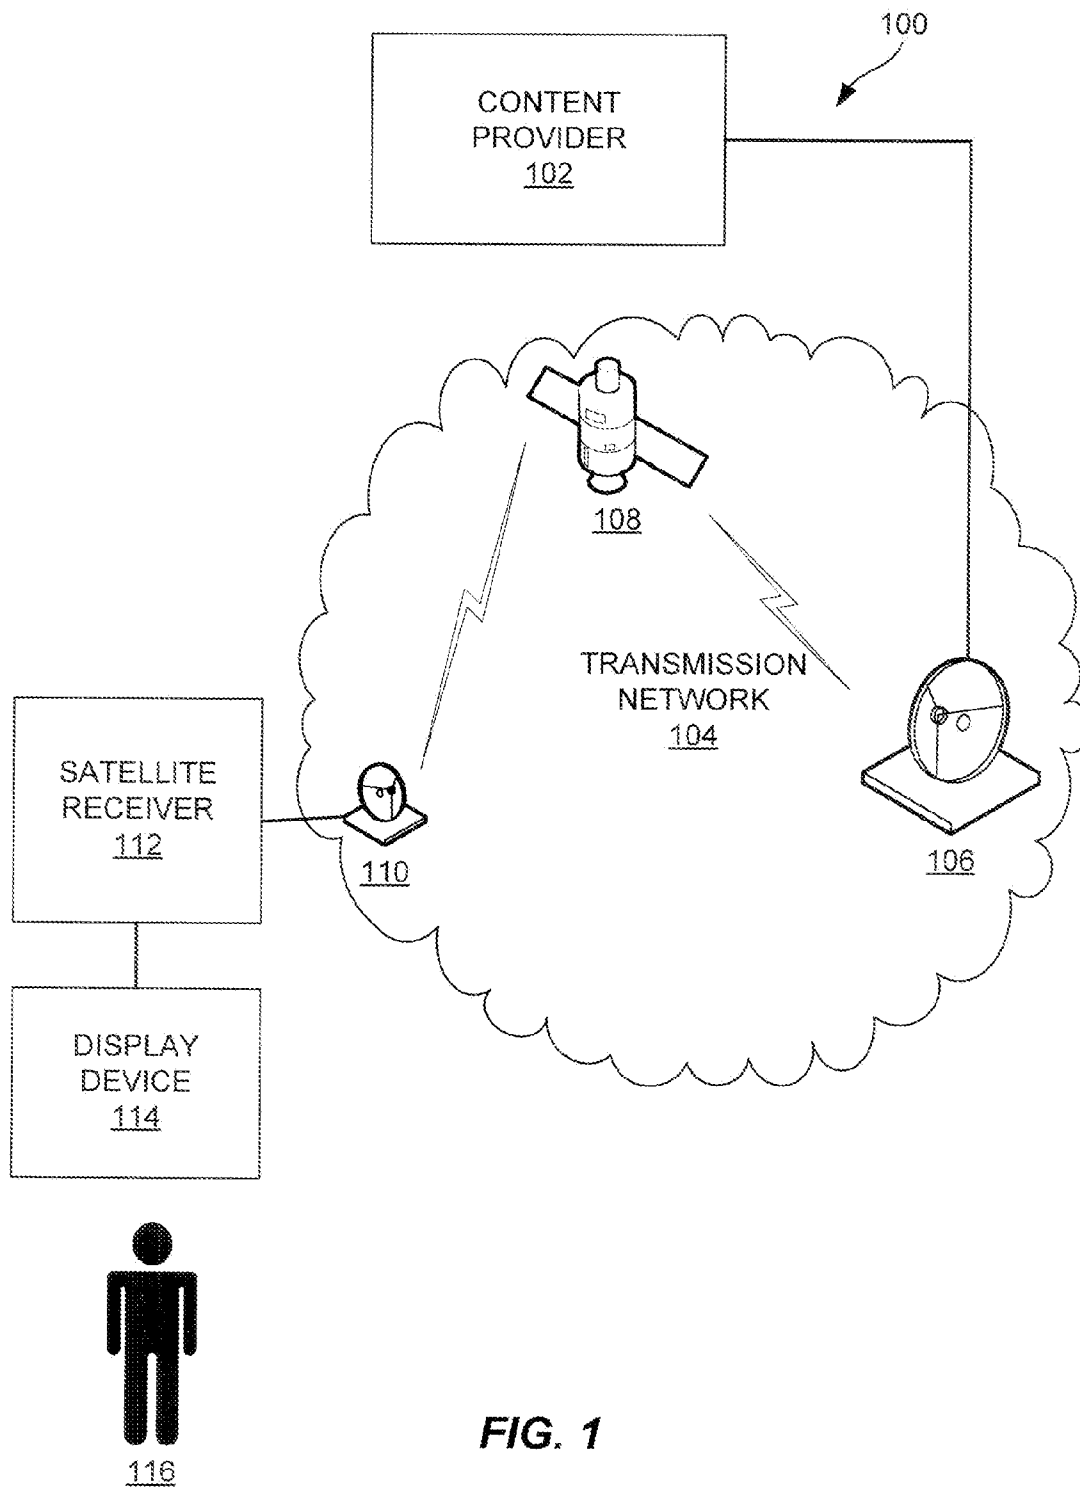 100
CONTENT
PROVIDER
102
108
TRANSMISSION
NETWORK
104
106
110
SATELLITE
RECEIVER
112
DISPLAY
DEVICE
114
116
FIG. 1